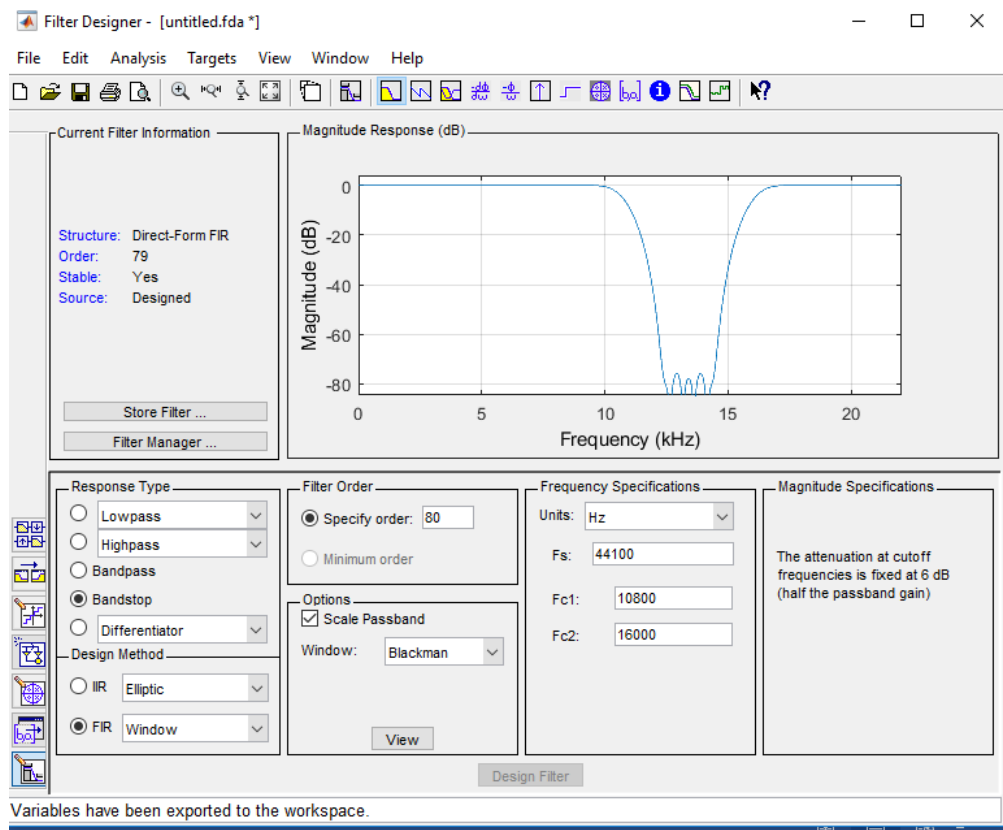 Filter Designer - [untitled.fda *]
File Edit Analysis Targets View Window Help
Current Filter Information
Structure: Direct-Form FIR
Order: 79
Stable: Yes
Source: Designed
Store Filter ...
Filter Manager ...
Magnitude Response (dB)
Magnitude (dB)
0
-20
-40
-60
-80
0 5 10 15 20
Frequency (kHz)
Response Type
Lowpass
Highpass
Bandpass
Bandstop
Differentiator
Design Method
IIR Elliptic
FIR Window
Filter Order
Specify order: 80
Minimum order
Options
Scale Passband
Window: Blackman
View
Frequency Specifications
Units: Hz
Fs: 44100
Fc1: 10800
Fc2: 16000
Magnitude Specifications
The attenuation at cutoff
frequencies is fixed at 6 dB
(half the passband gain)
Design Filter
Variables have been exported to the workspace.